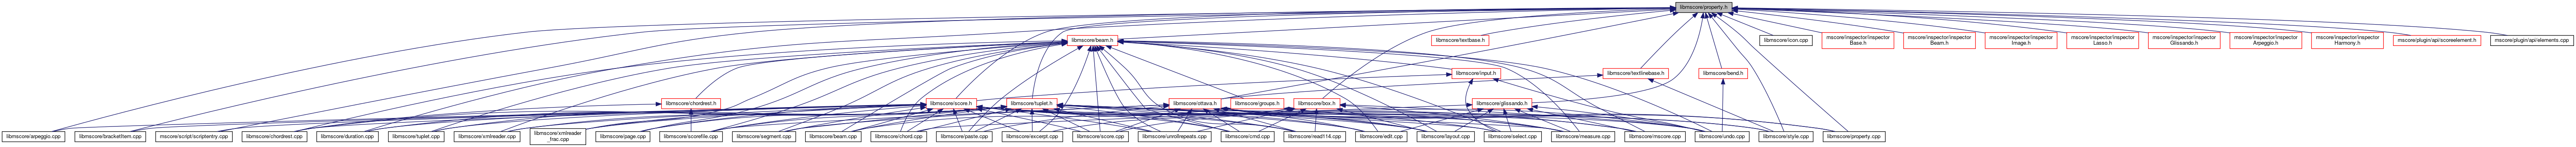 libmscore/property.h
libmscore/beam.h
libmscore/textbase.h
libmscore/icon.cpp
mscore/inspector/inspector
Base.h
mscore/inspector/inspector
Beam.h
mscore/inspector/inspector
Image.h
mscore/inspector/inspector
Lasso.h
mscore/inspector/inspector
Glissando.h
mscore/inspector/inspector
Arpeggio.h
mscore/inspector/inspector
Harmony.h
mscore/plugin/api/scoreelement.h
mscore/plugin/api/elements.cpp
libmscore/input.h
libmscore/textlinebase.h
libmscore/bend.h
libmscore/chordrest.h
libmscore/score.h
libmscore/tuplet.h
libmscore/ottava.h
libmscore/groups.h
libmscore/box.h
libmscore/glissando.h
libmscore/arpeggio.cpp
libmscore/bracketItem.cpp
mscore/script/scriptentry.cpp
libmscore/chordrest.cpp
libmscore/duration.cpp
libmscore/tuplet.cpp
libmscore/xmlreader.cpp
libmscore/xmlreader
_frac.cpp
libmscore/page.cpp
libmscore/scorefile.cpp
libmscore/segment.cpp
libmscore/beam.cpp
libmscore/chord.cpp
libmscore/paste.cpp
libmscore/excerpt.cpp
libmscore/score.cpp
libmscore/unrollrepeats.cpp
libmscore/cmd.cpp
libmscore/read114.cpp
libmscore/edit.cpp
libmscore/layout.cpp
libmscore/select.cpp
libmscore/measure.cpp
libmscore/mscore.cpp
libmscore/undo.cpp
libmscore/style.cpp
libmscore/property.cpp